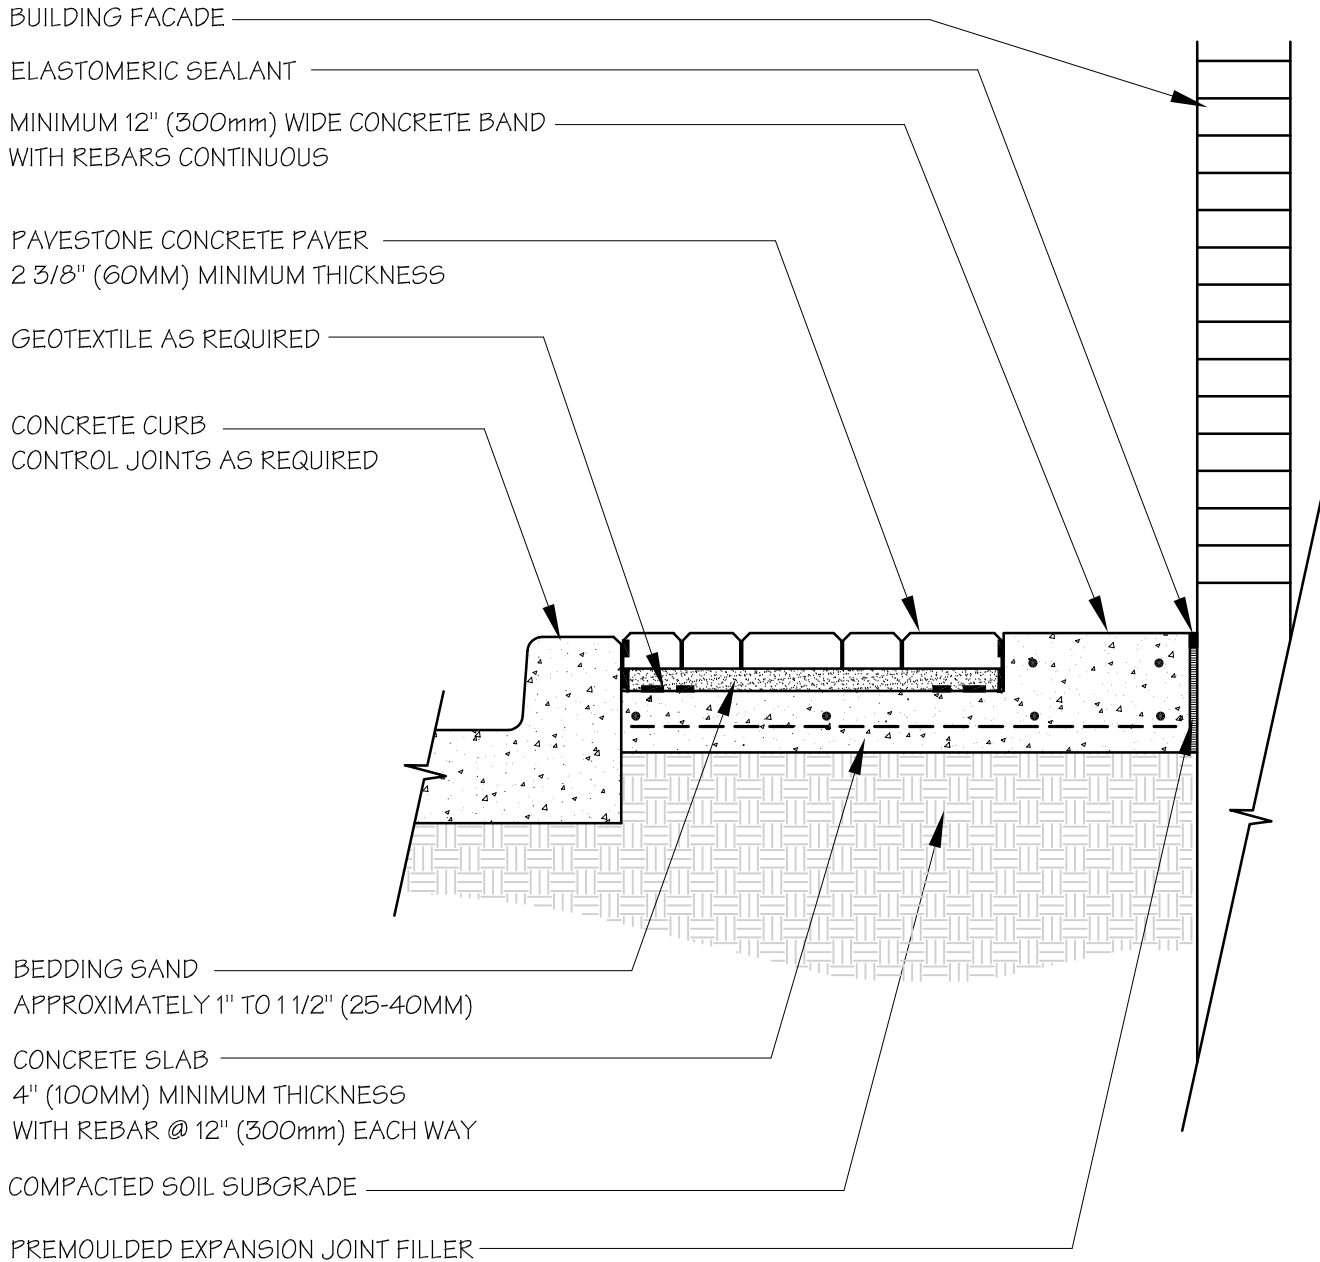 BUILDING FACADE
ELASTOMERIC SEALANT
MINIMUM 12" (300mm) WIDE CONCRETE BAND
WITH REBARS CONTINUOUS
PAVESTONE CONCRETE PAVER
2 3/8" (60MM) MINIMUM THICKNESS
GEOTEXTILE AS REQUIRED
CONCRETE CURB
CONTROL JOINTS AS REQUIRED
BEDDING SAND
APPROXIMATELY 1" TO 1 1/2" (25-40MM)
CONCRETE SLAB
4" (100MM) MINIMUM THICKNESS
WITH REBAR @ 12" (300mm) EACH WAY
COMPACTED SOIL SUBGRADE
PREMOULDED EXPANSION JOINT FILLER